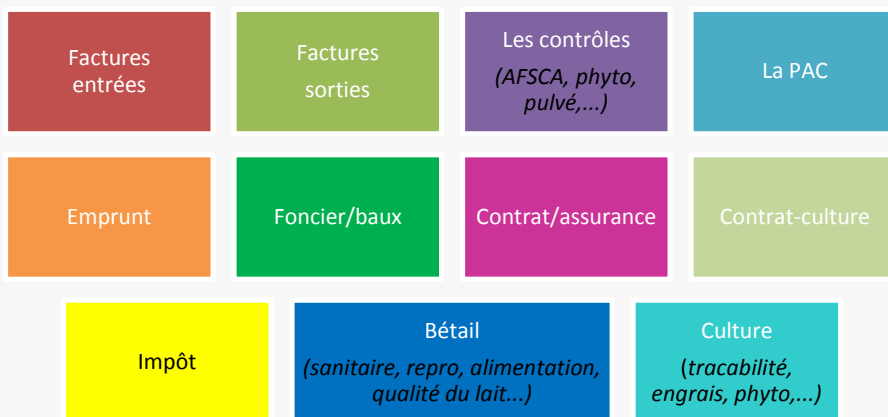 Factures
entrées
Factures
sorties
Les contrôles
(AFSCA, phyto,
pulvé,...)
La PAC
Emprunt
Foncier/baux
Contrat/assurance
Contrat-culture
Impôt
Bétail
(sanitaire, repro, alimentation,
qualité du lait...)
Culture
(tracabilité,
engrais, phyto,...)